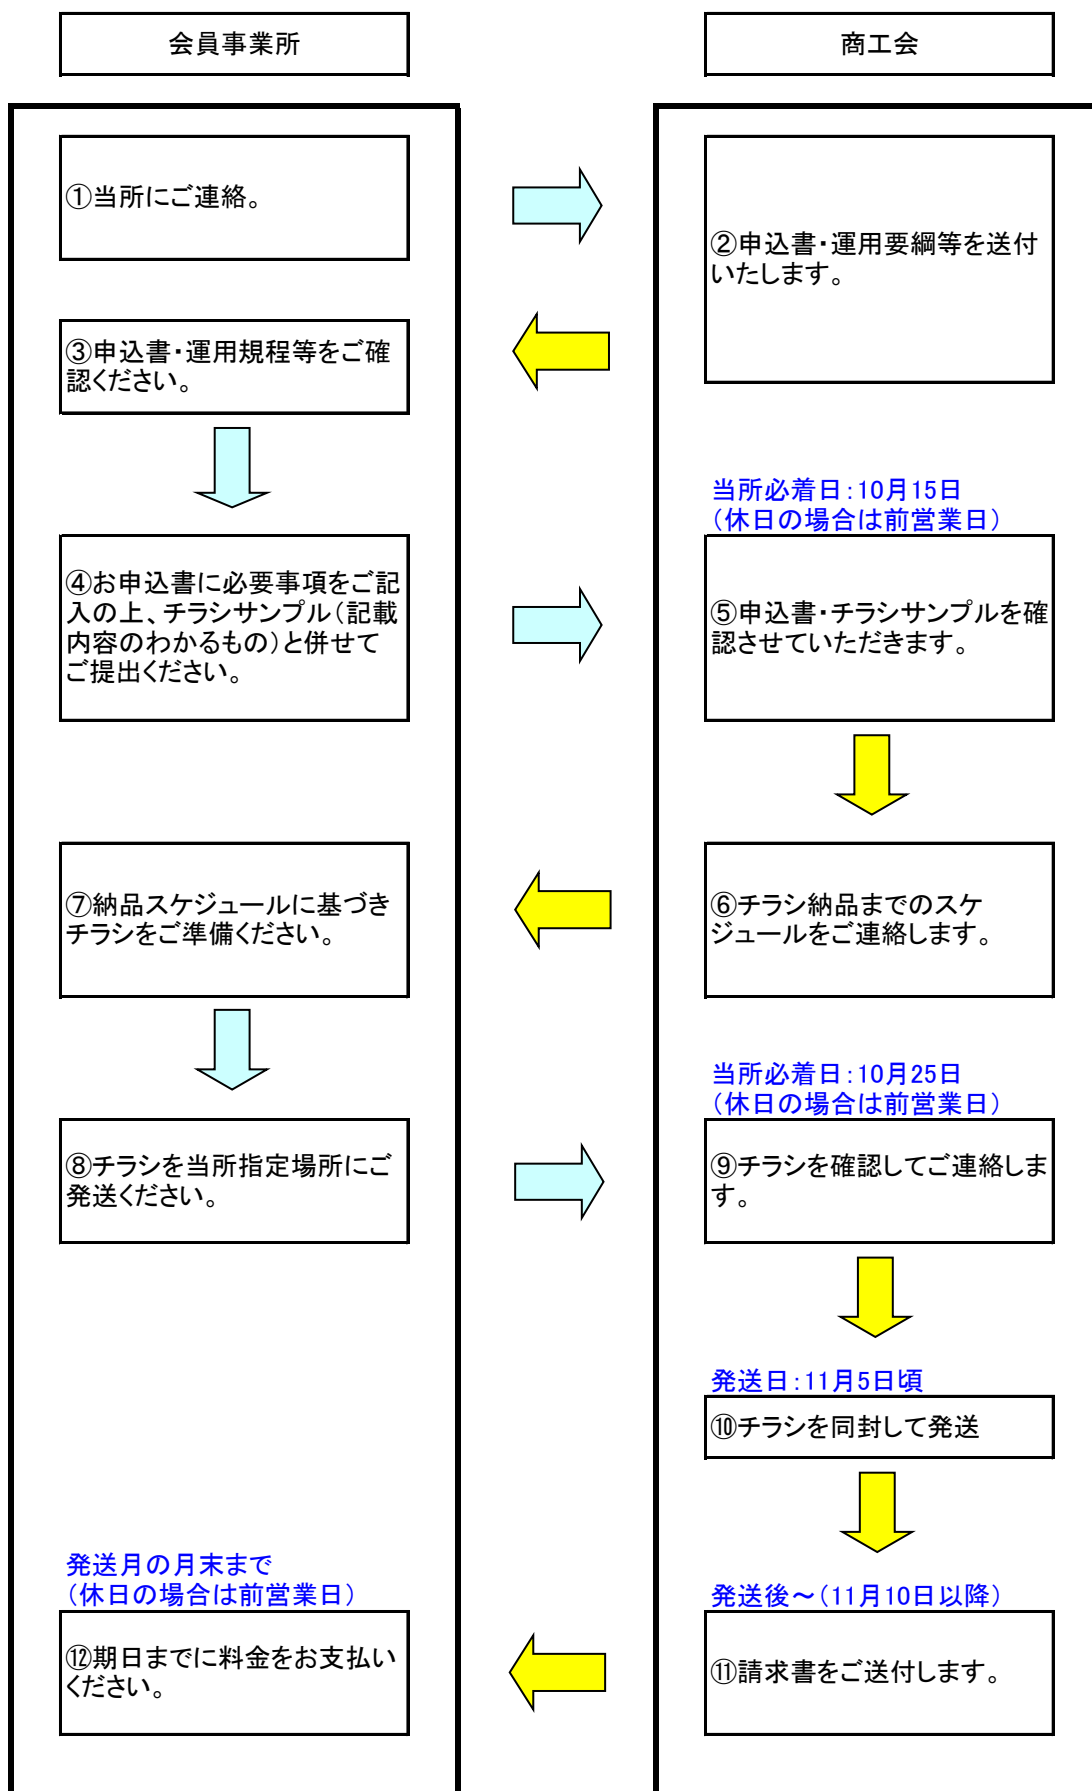 会員事業所
商工会
①当所にご連絡。
②申込書・運用要綱等を送付
いたします。
③申込書・運用規程等をご確
認ください。
当所必着日：10月15日
（休日の場合は前営業日）
④お申込書に必要事項をご記
入の上、チラシサンプル（記載
内容のわかるもの）と併せて
ご提出ください。
⑤申込書・チラシサンプルを確
認させていただきます。
⑥チラシ納品までのスケ
ジュールをご連絡します。
⑦納品スケジュールに基づき
チラシをご準備ください。
当所必着日：10月25日
（休日の場合は前営業日）
⑧チラシを当所指定場所にご
発送ください。
⑨チラシを確認してご連絡しま
す。
発送日：11月5日頃
⑩チラシを同封して発送
発送後～（11月10日以降）
⑪請求書をご送付します。
発送月の月末まで
（休日の場合は前営業日）
⑫期日までに料金をお支払い
ください。